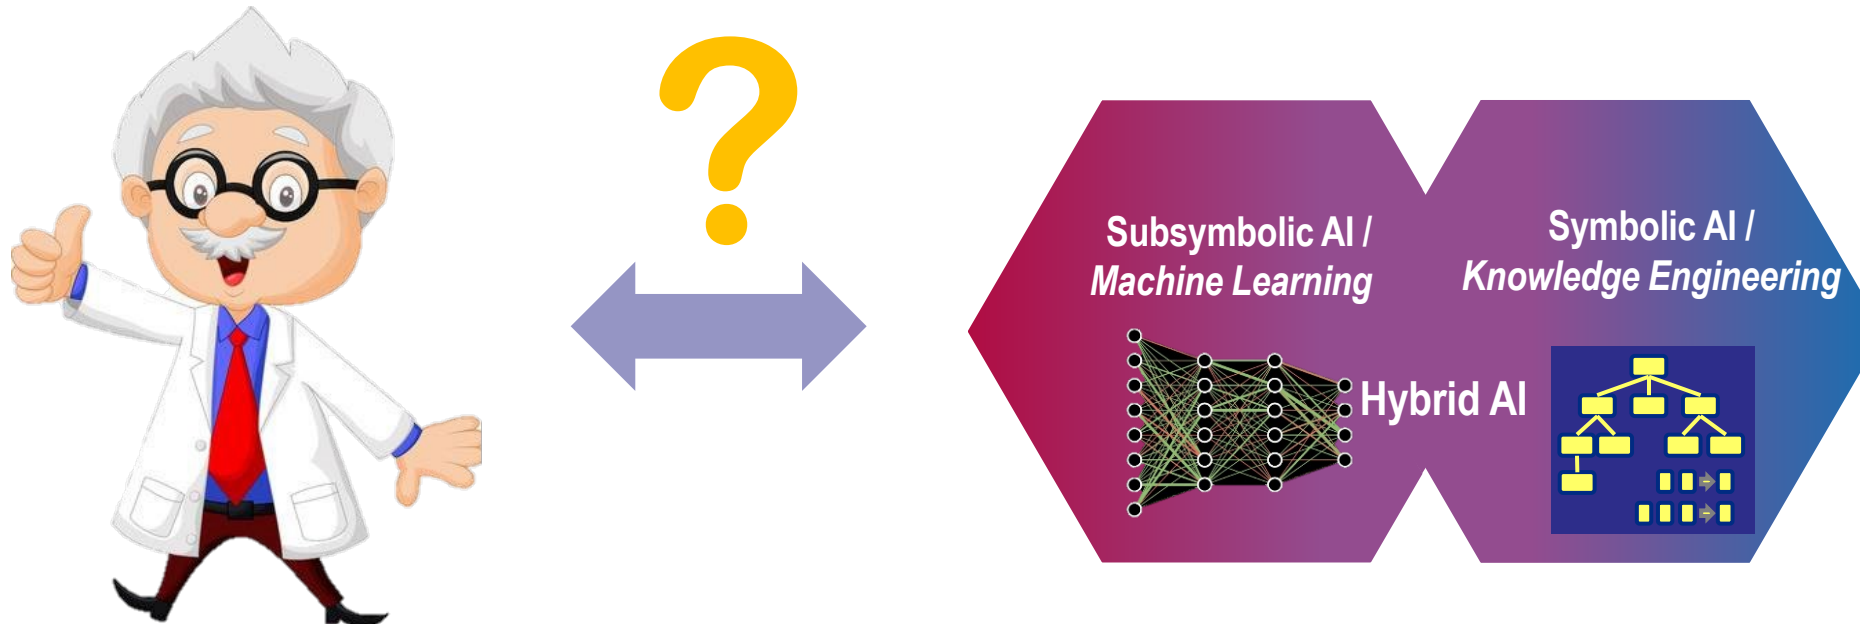 ?
Subsymbolic AI /
Machine Learning
Symbolic AI /
Knowledge Engineering
Hybrid AI